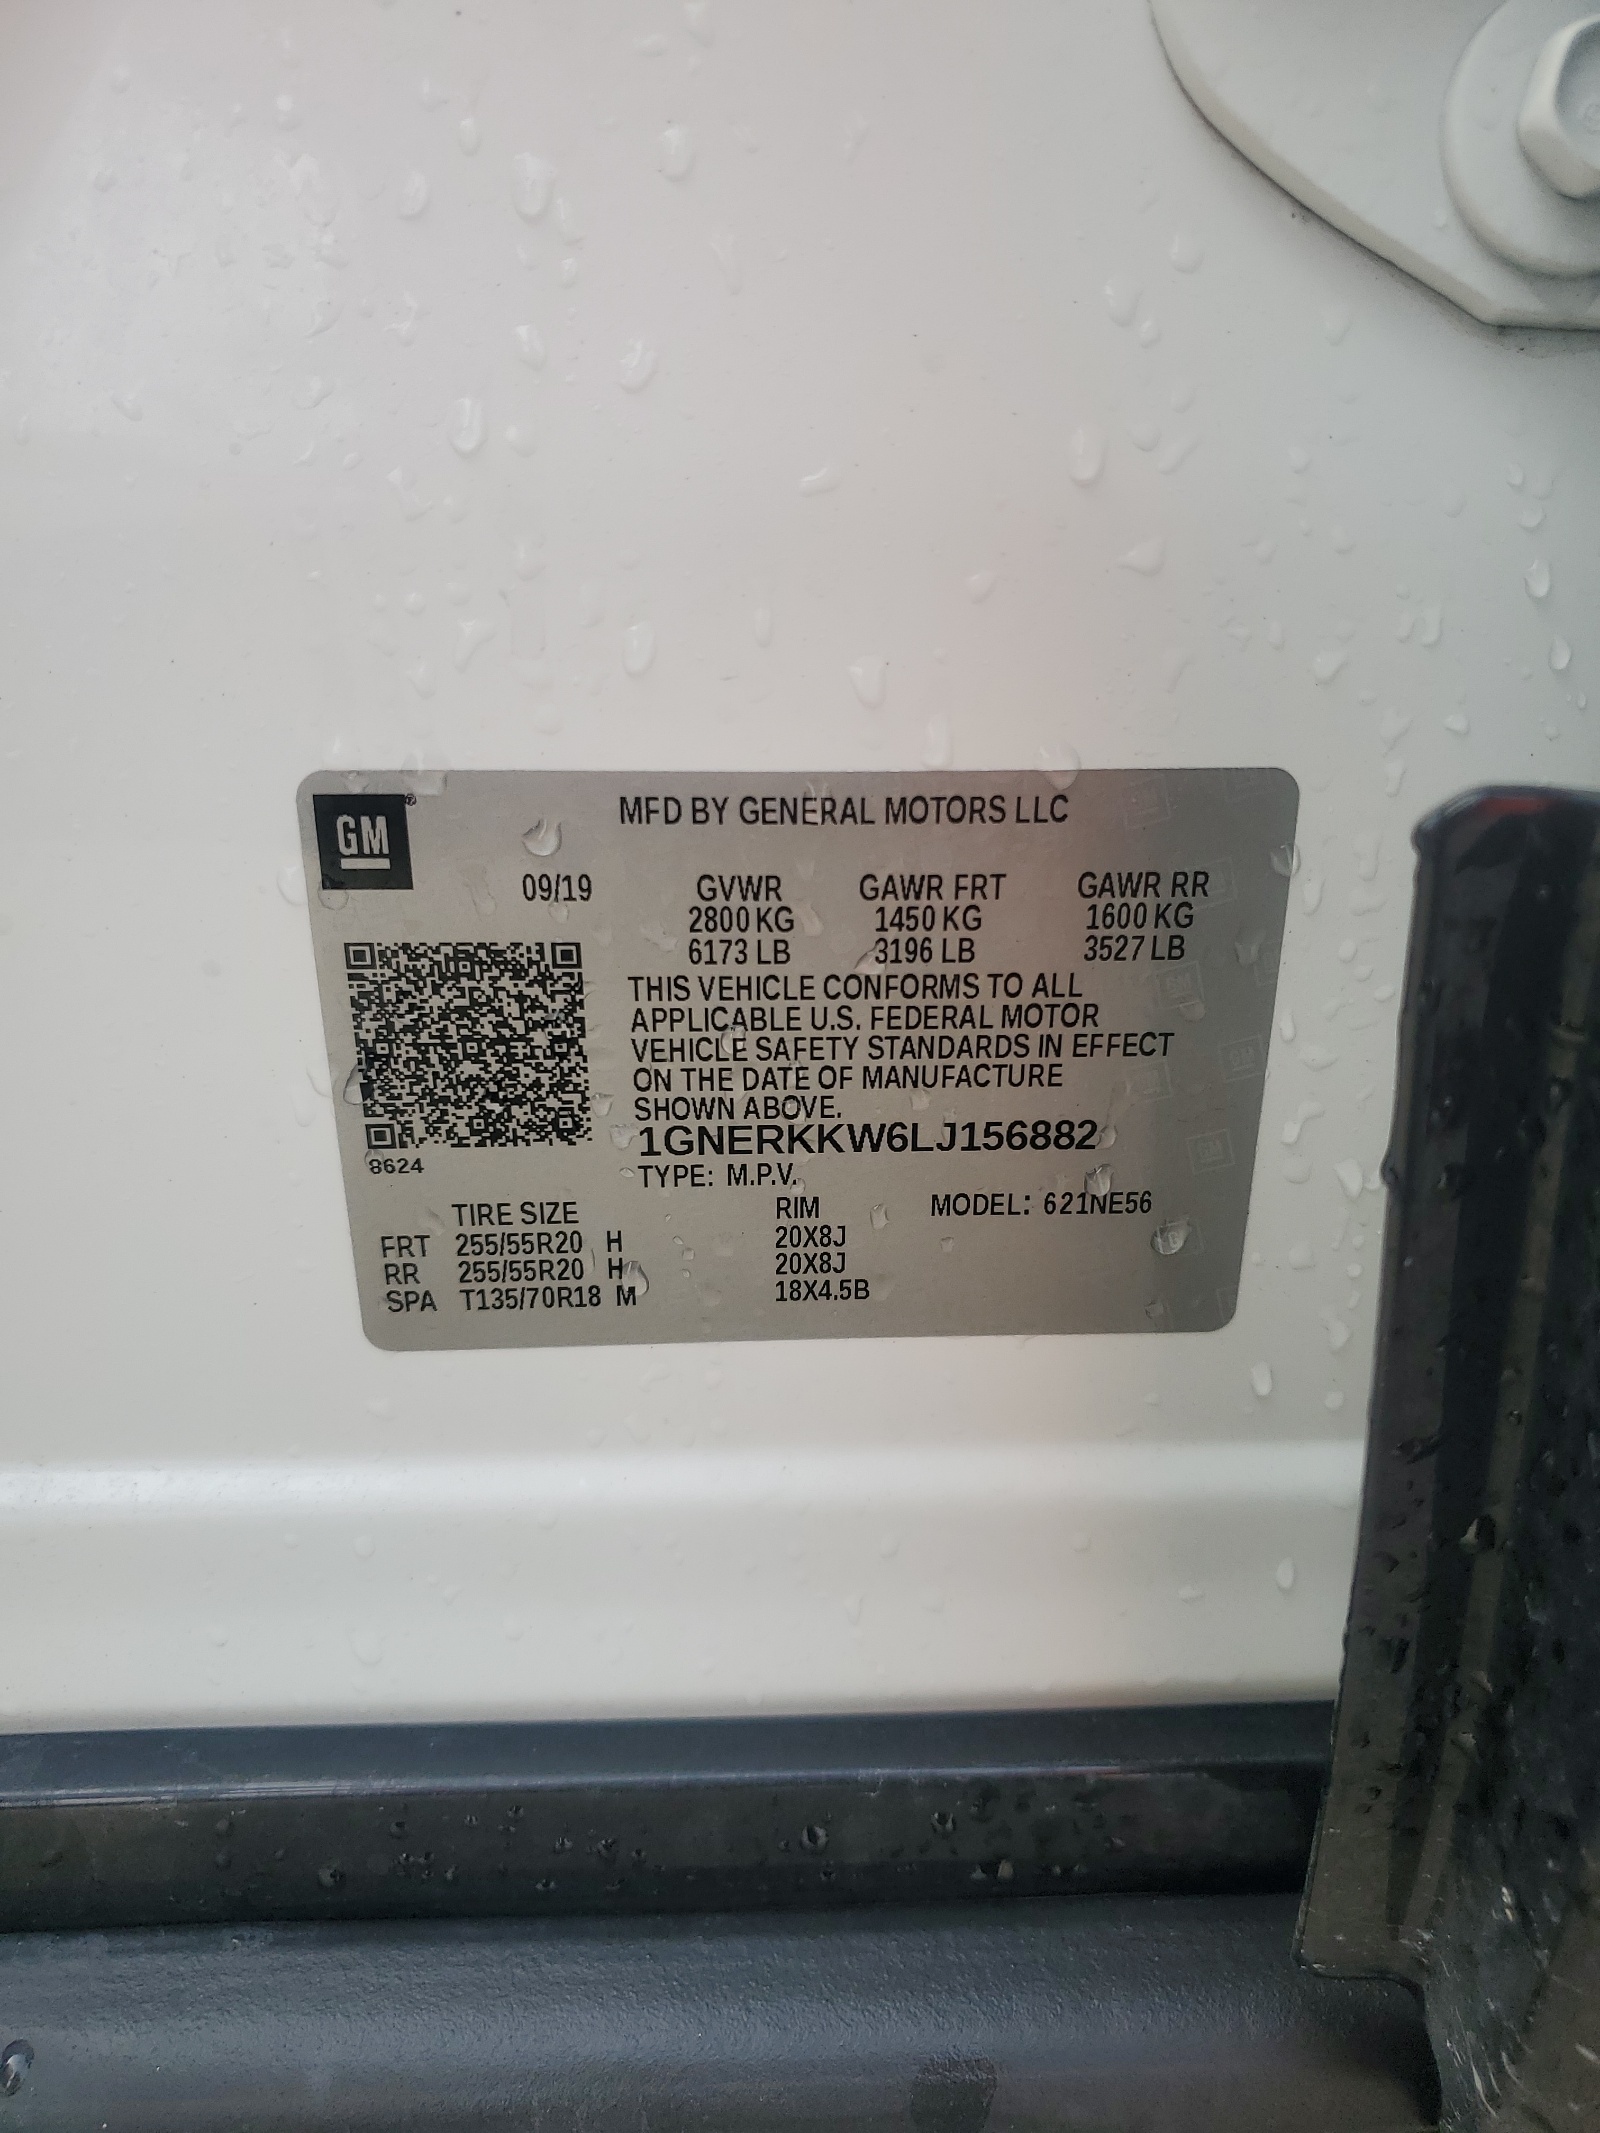 GM
MFD BY GENERAL MOTORS LLC
09/19 GVWR GAWR FRT GAWR RR
2800 KG 1450 KG 1600 KG
6173 LB 3196 LB 3527 LB
THIS VEHICLE CONFORMS TO ALL
APPLICABLE U.S. FEDERAL MOTOR
VEHICLE SAFETY STANDARDS IN EFFECT
ON THE DATE OF MANUFACTURE
SHOWN ABOVE.
1GNERKKW6LJ156882
8624
TYPE: M.P.V.
TIRE SIZE RIM MODEL: 621NE56
FRT 255/55R20 H 20X8J
RR 255/55R20 H 20X8J
SPA T135/70R18 M 18X4.5B